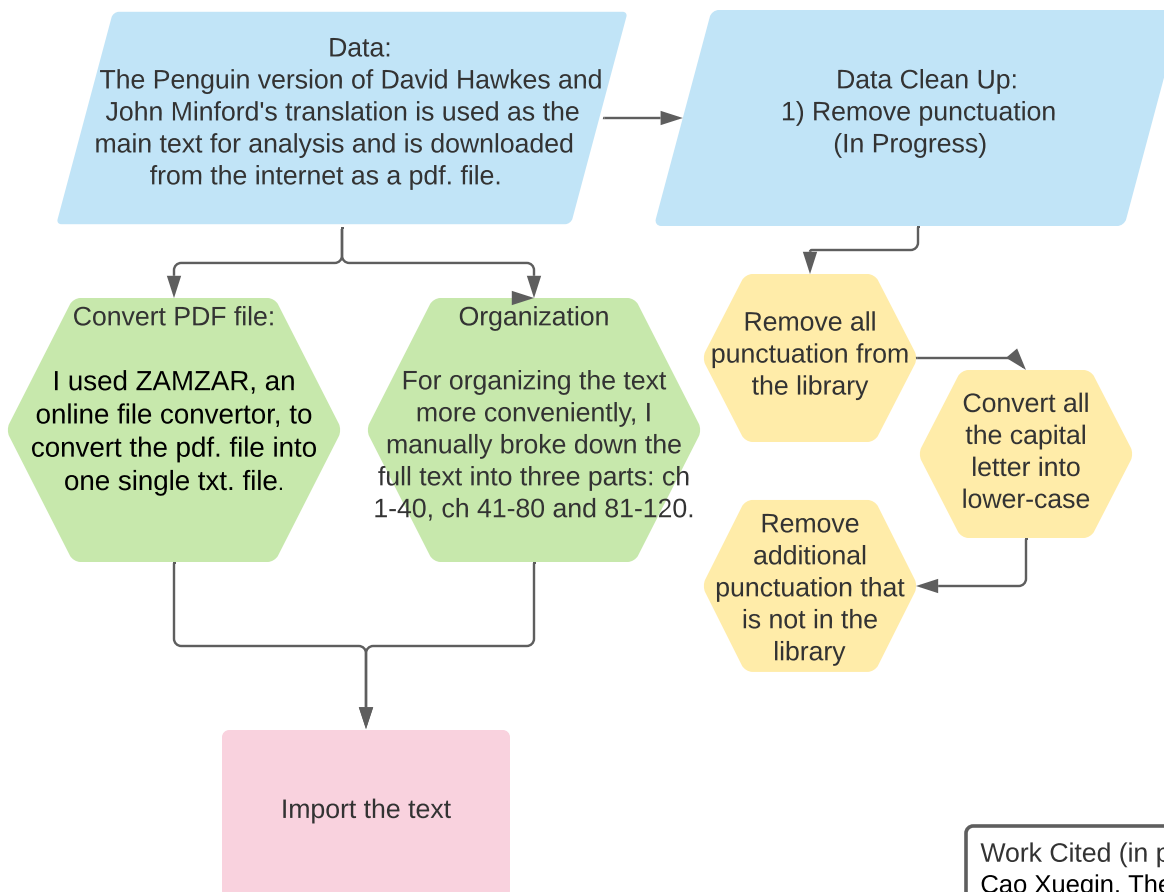 Data:
The Penguin version of David Hawkes and
John Minford's translation is used as the
main text for analysis and is downloaded
from the internet as a pdf. file.
Data Clean Up:
1) Remove punctuation
(In Progress)
Convert PDF file:
I used ZAMZAR, an
online file convertor, to
convert the pdf. file into
one single txt. file.
Organization
For organizing the text
more conveniently, I
manually broke down the
full text into three parts: ch
1-40, ch 41-80 and 81-120.
Remove all
punctuation from
the library
Convert all
the capital
letter into
lower-case
Remove
additional
punctuation that
is not in the
library
Import the text
Work Cited (in p
Cao Xueqin. The